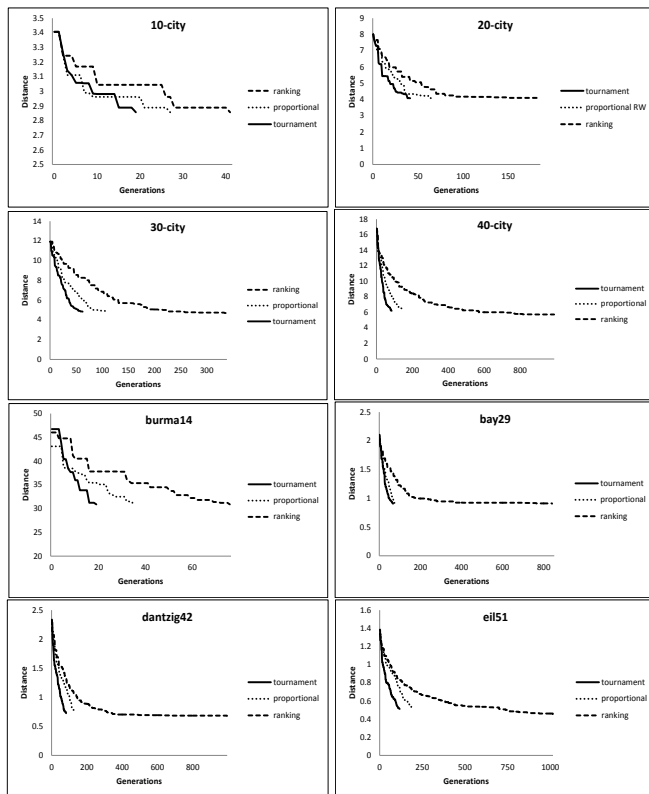 10-city
3.5
3.4
3.3
3.2
3.1
3
2.9
2.8
2.7
2.6
2.5
Distance
0 10 20 30 40
Generations
ranking
proportional
tournament
20-city
9
8
7
6
5
4
3
2
1
0
Distance
0 50 100 150
Generations
tournament
proportional RW
ranking
30-city
14
12
10
8
6
4
2
0
Distance
0 50 100 150 200 250 300
Generations
ranking
proportional
tournament
40-city
18
16
14
12
10
8
6
4
2
0
Distance
0 200 400 600 800
Generations
tournament
proportional
ranking
burma14
50
45
40
35
30
25
20
Distance
0 20 40 60
Generations
tournament
proportional
ranking
bay29
2.5
2
1.5
1
0.5
0
Distance
0 200 400 600 800
Generations
tournament
proportional
ranking
dantzig42
2.5
2
1.5
1
0.5
0
Distance
0 200 400 600 800
Generations
tournament
proportional
ranking
eil51
1.6
1.4
1.2
1
0.8
0.6
0.4
0.2
0
Distance
0 250 500 750 1000
Generations
tournament
proportional
ranking